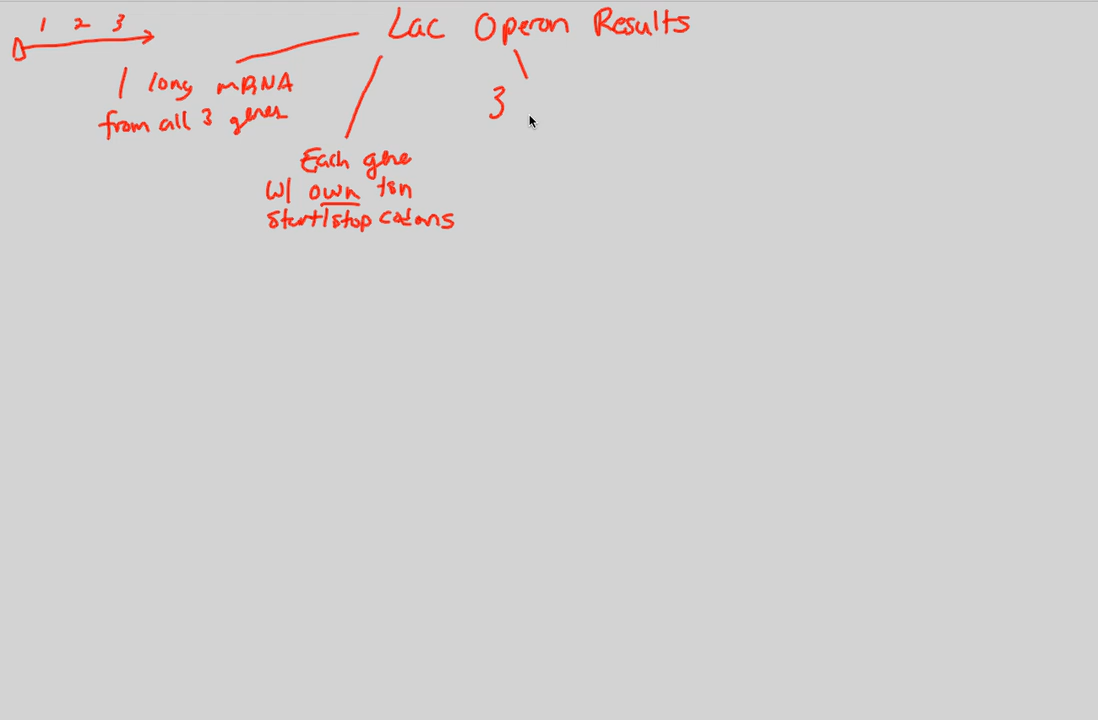 1 2 3
Lac Operon Results
1 long mRNA
from all 3 genes
3
Each gene
w/ own tsn
start/stop codons